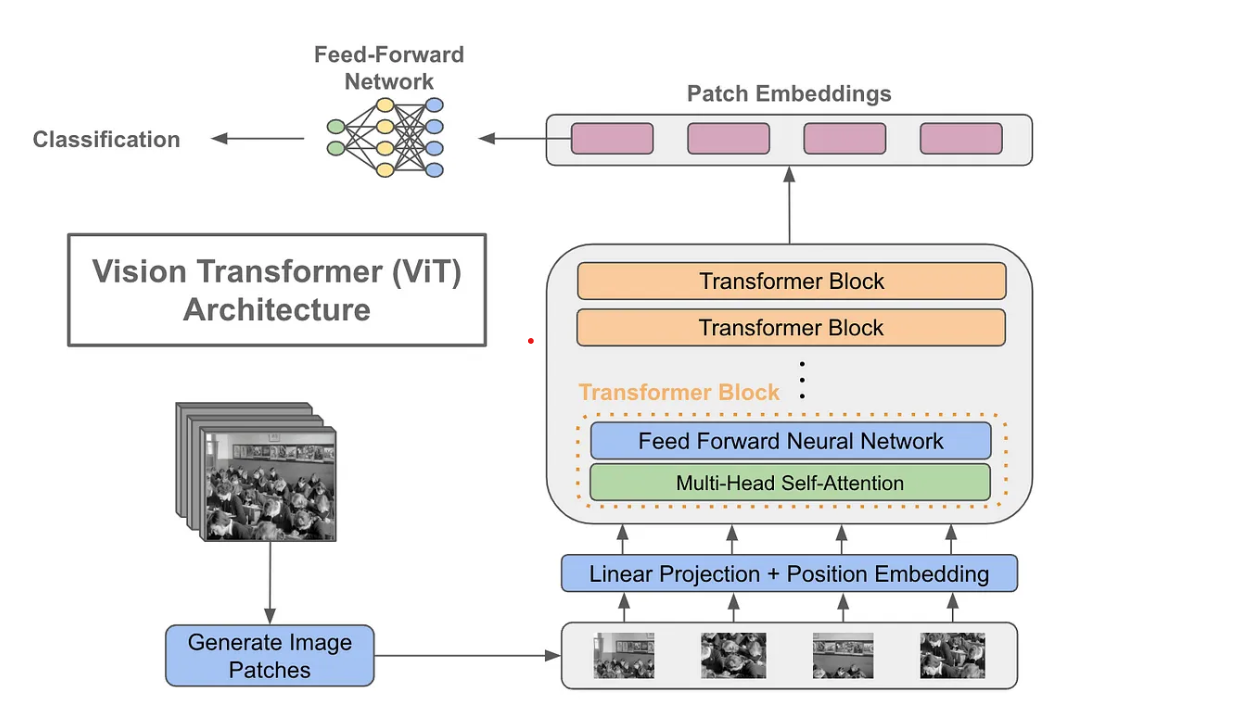 Feed-Forward
Network
Patch Embeddings
Classification
Vision Transformer (ViT)
Architecture
Transformer Block
Transformer Block
Transformer Block
Feed Forward Neural Network
Multi-Head Self-Attention
Linear Projection + Position Embedding
Generate Image
Patches